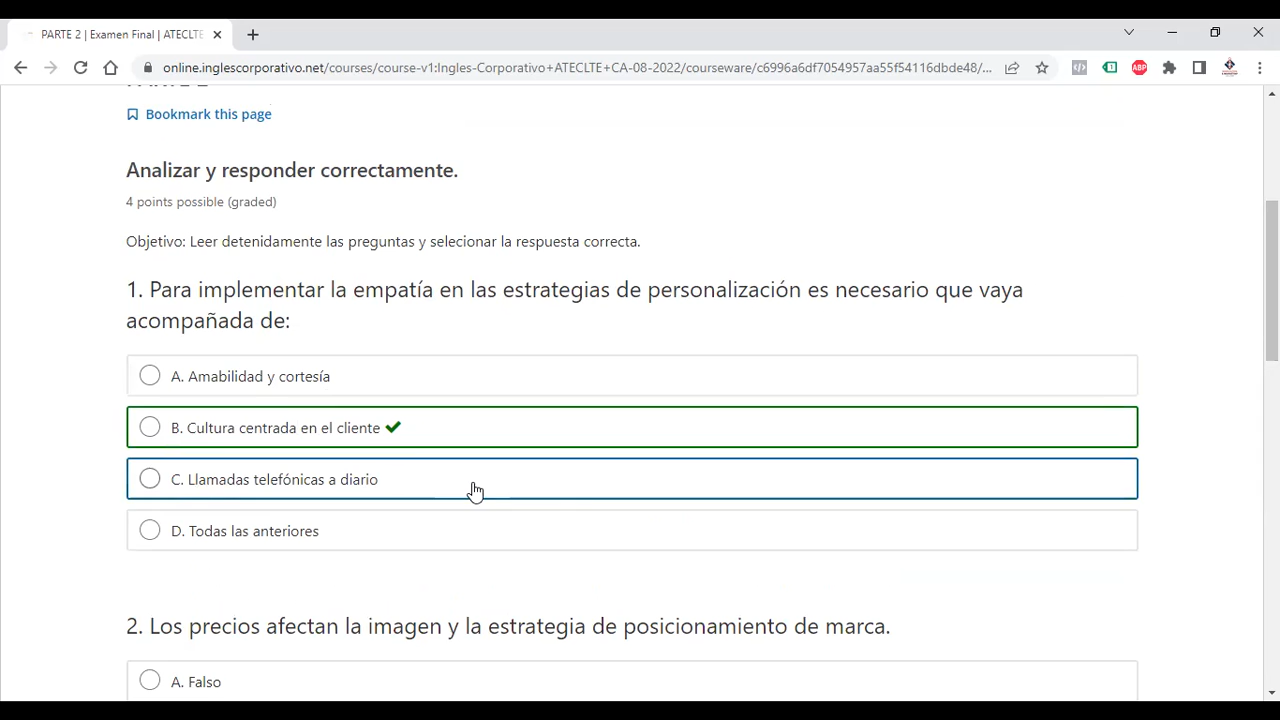 PARTE 2 | Examen Final | ATECLTE
online.inglescorporativo.net/courses/course-v1:Ingles-Corporativo+ATECLTE+CA-08-2022/courseware/c6996a6df7054957aa55f54116dbde48/...
ABP
PARTE 2
Bookmark this page
Analizar y responder correctamente.
4 points possible (graded)
Objetivo: Leer detenidamente las preguntas y selecionar la respuesta correcta.
1. Para implementar la empatía en las estrategias de personalización es necesario que vaya
acompañada de:
A. Amabilidad y cortesía
B. Cultura centrada en el cliente
C. Llamadas telefónicas a diario
D. Todas las anteriores
2. Los precios afectan la imagen y la estrategia de posicionamiento de marca.
A. Falso